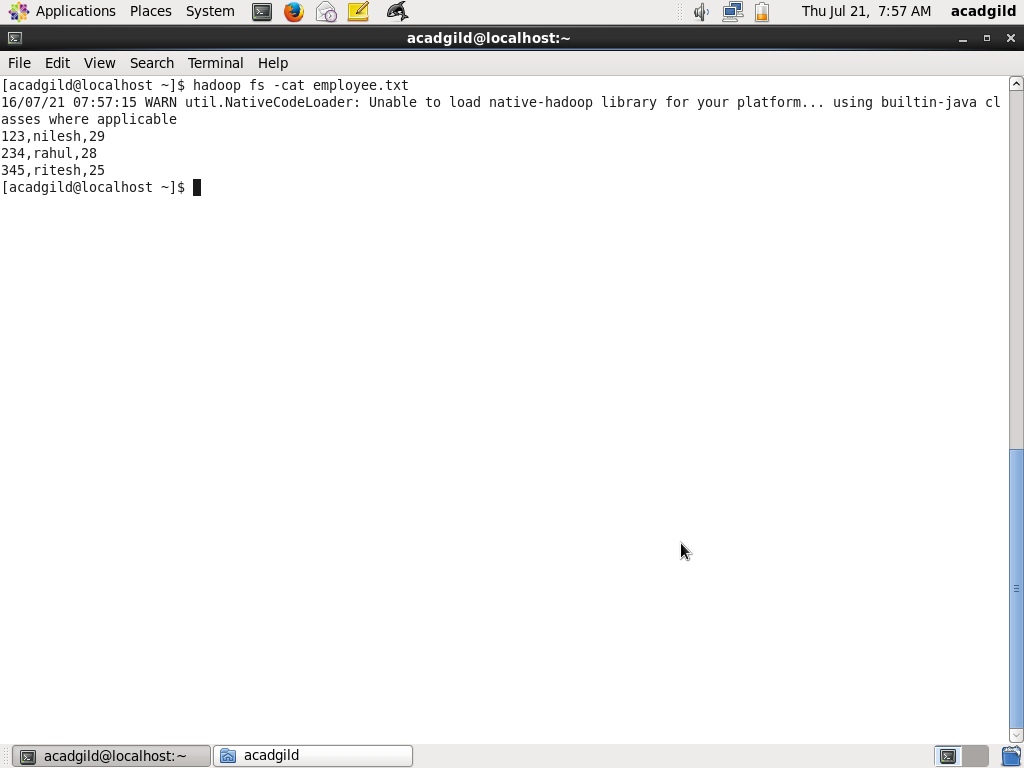 Applications Places System Thu Jul 21, 7:57 AM acadgild
acadgild@localhost:~
File Edit View Search Terminal Help
[acadgild@localhost ~]$ hadoop fs -cat employee.txt
16/07/21 07:57:15 WARN util.NativeCodeLoader: Unable to load native-hadoop library for your platform... using builtin-java cl
asses where applicable
123,nilesh,29
234,rahul,28
345,ritesh,25
[acadgild@localhost ~]$
acadgild@localhost:~ acadgild